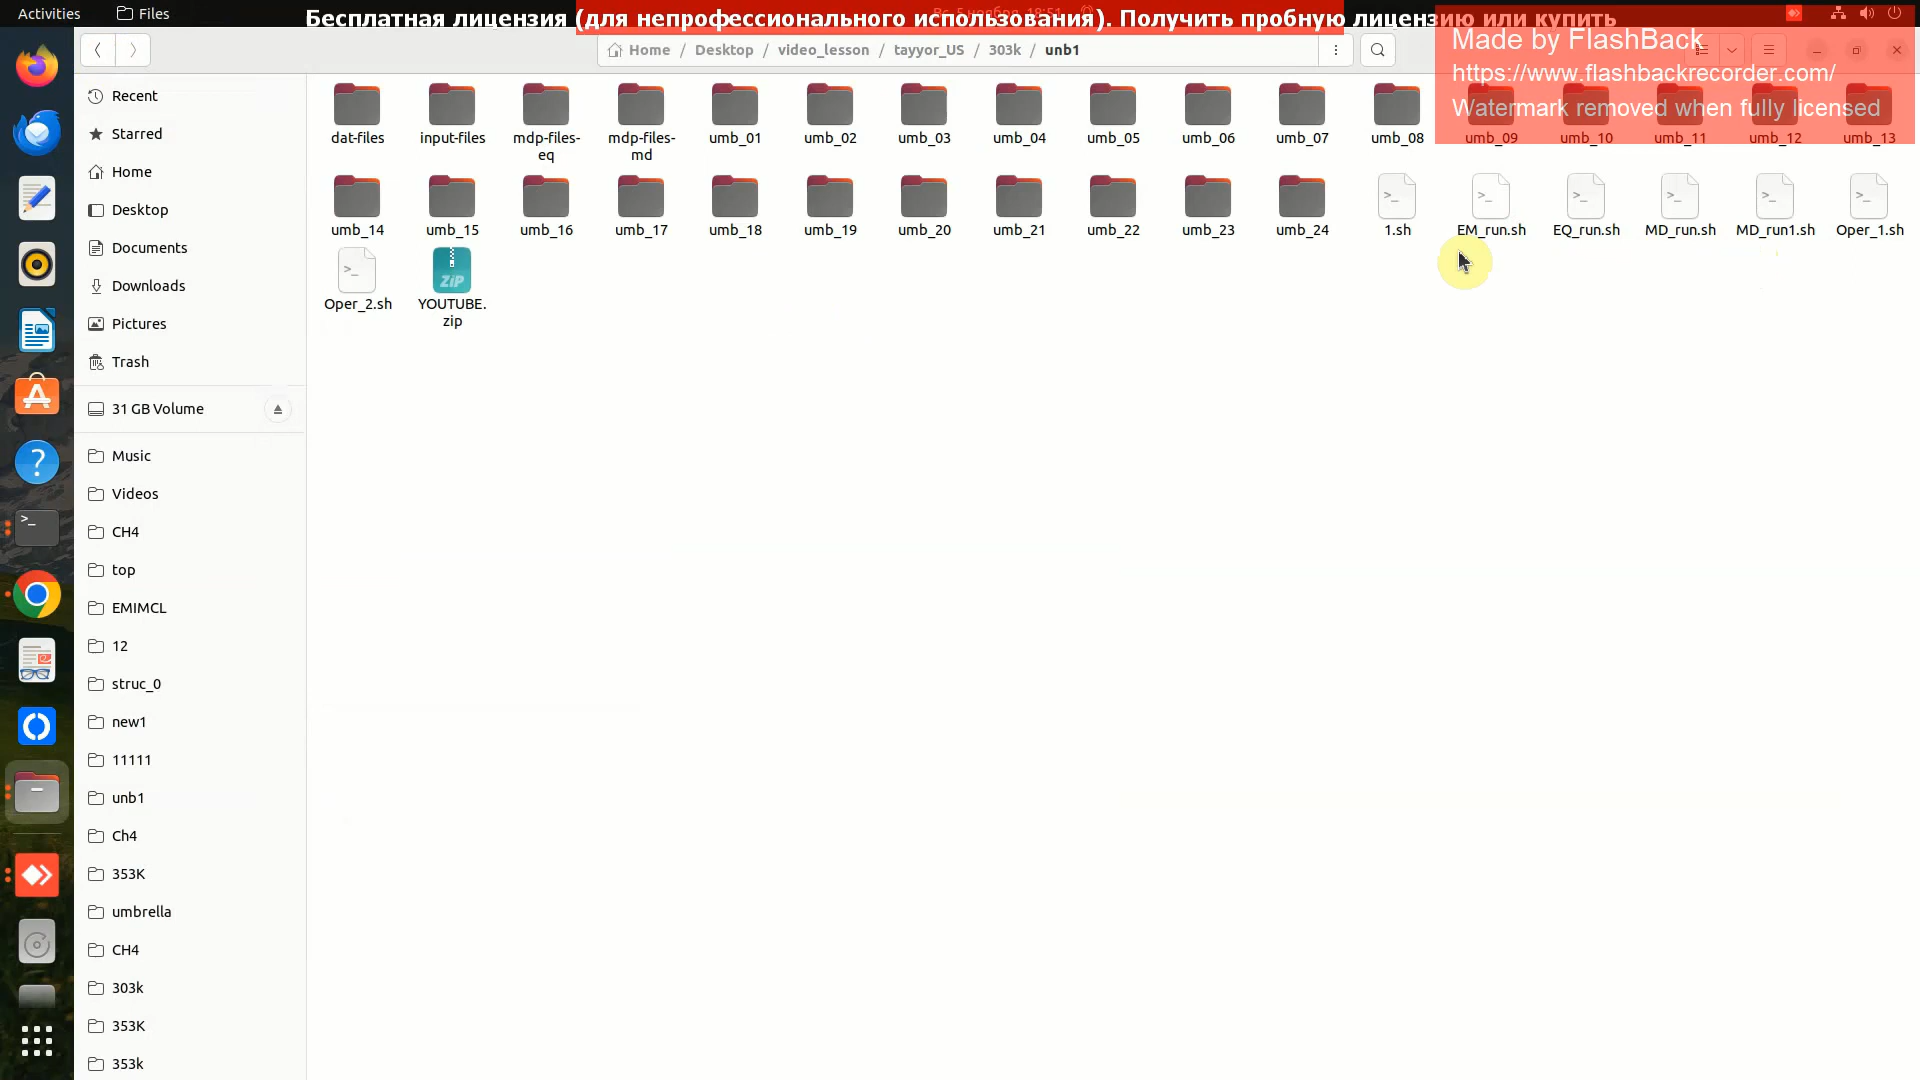 Activities
Files
Бесплатная лицензия (для непрофессионального использования). Получить пробную лицензию или купить
Made by FlashBack
https://www.flashbackrecorder.com/
Watermark removed when fully licensed
Home / Desktop / video_lesson / tayyor_US / 303k / unb1
Recent
Starred
Home
Desktop
Documents
Downloads
Pictures
Trash
31 GB Volume
Music
Videos
CH4
top
EMIMCL
12
struc_0
new1
11111
unb1
Ch4
353K
umbrella
CH4
303k
353K
353k
dat-files
input-files
mdp-files-
eq
mdp-files-
md
umb_01
umb_02
umb_03
umb_04
umb_05
umb_06
umb_07
umb_08
umb_09
umb_10
umb_11
umb_12
umb_13
umb_14
umb_15
umb_16
umb_17
umb_18
umb_19
umb_20
umb_21
umb_22
umb_23
umb_24
1.sh
EM_run.sh
EQ_run.sh
MD_run.sh
MD_run1.sh
Oper_1.sh
Oper_2.sh
ZIP
YOUTUBE.
zip